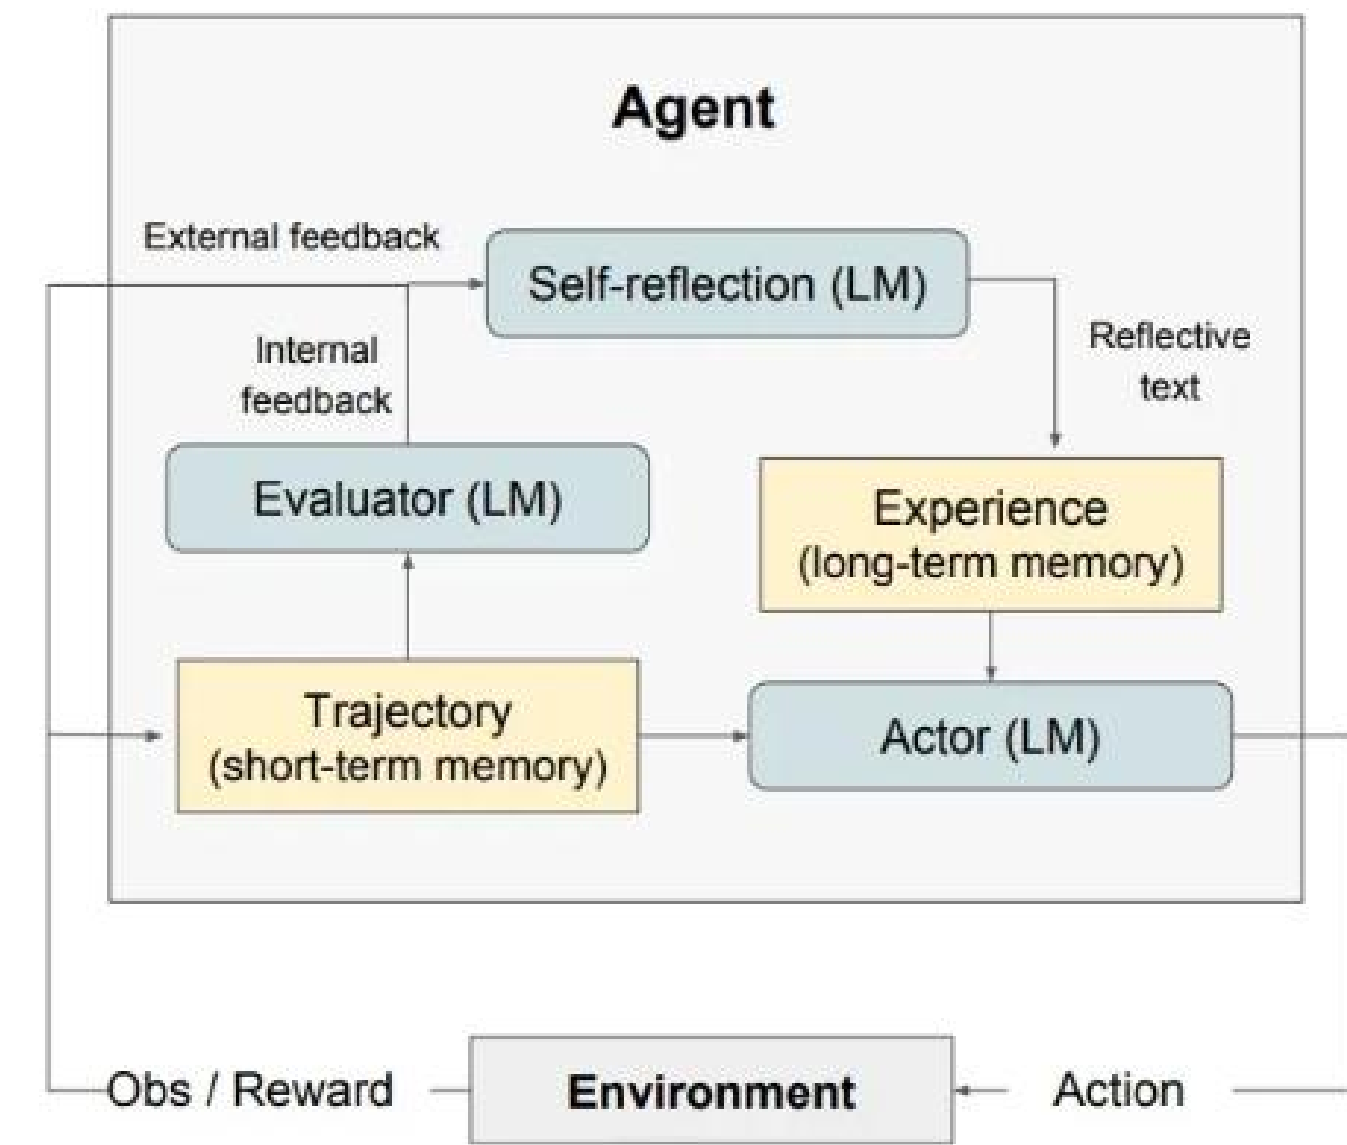 Agent
External feedback
Self-reflection (LM)
Internal
feedback
Reflective
text
Evaluator (LM)
Experience
(long-term memory)
Trajectory
(short-term memory)
Actor (LM)
Obs / Reward
Environment
Action